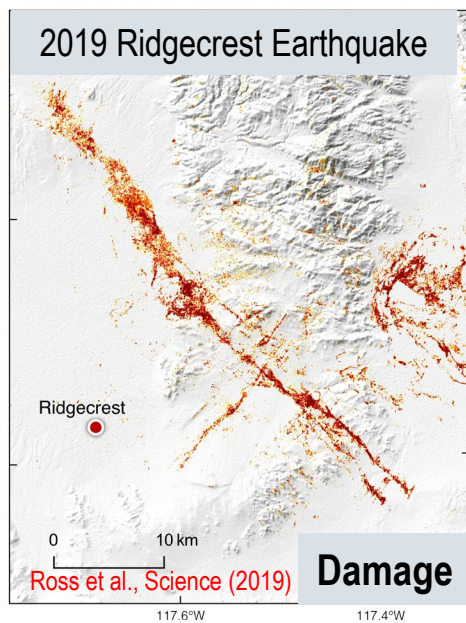 2019 Ridgecrest Earthquake
Ridgecrest
0 10 km
Ross et al., Science (2019)
Damage
117.6°W 117.4°W